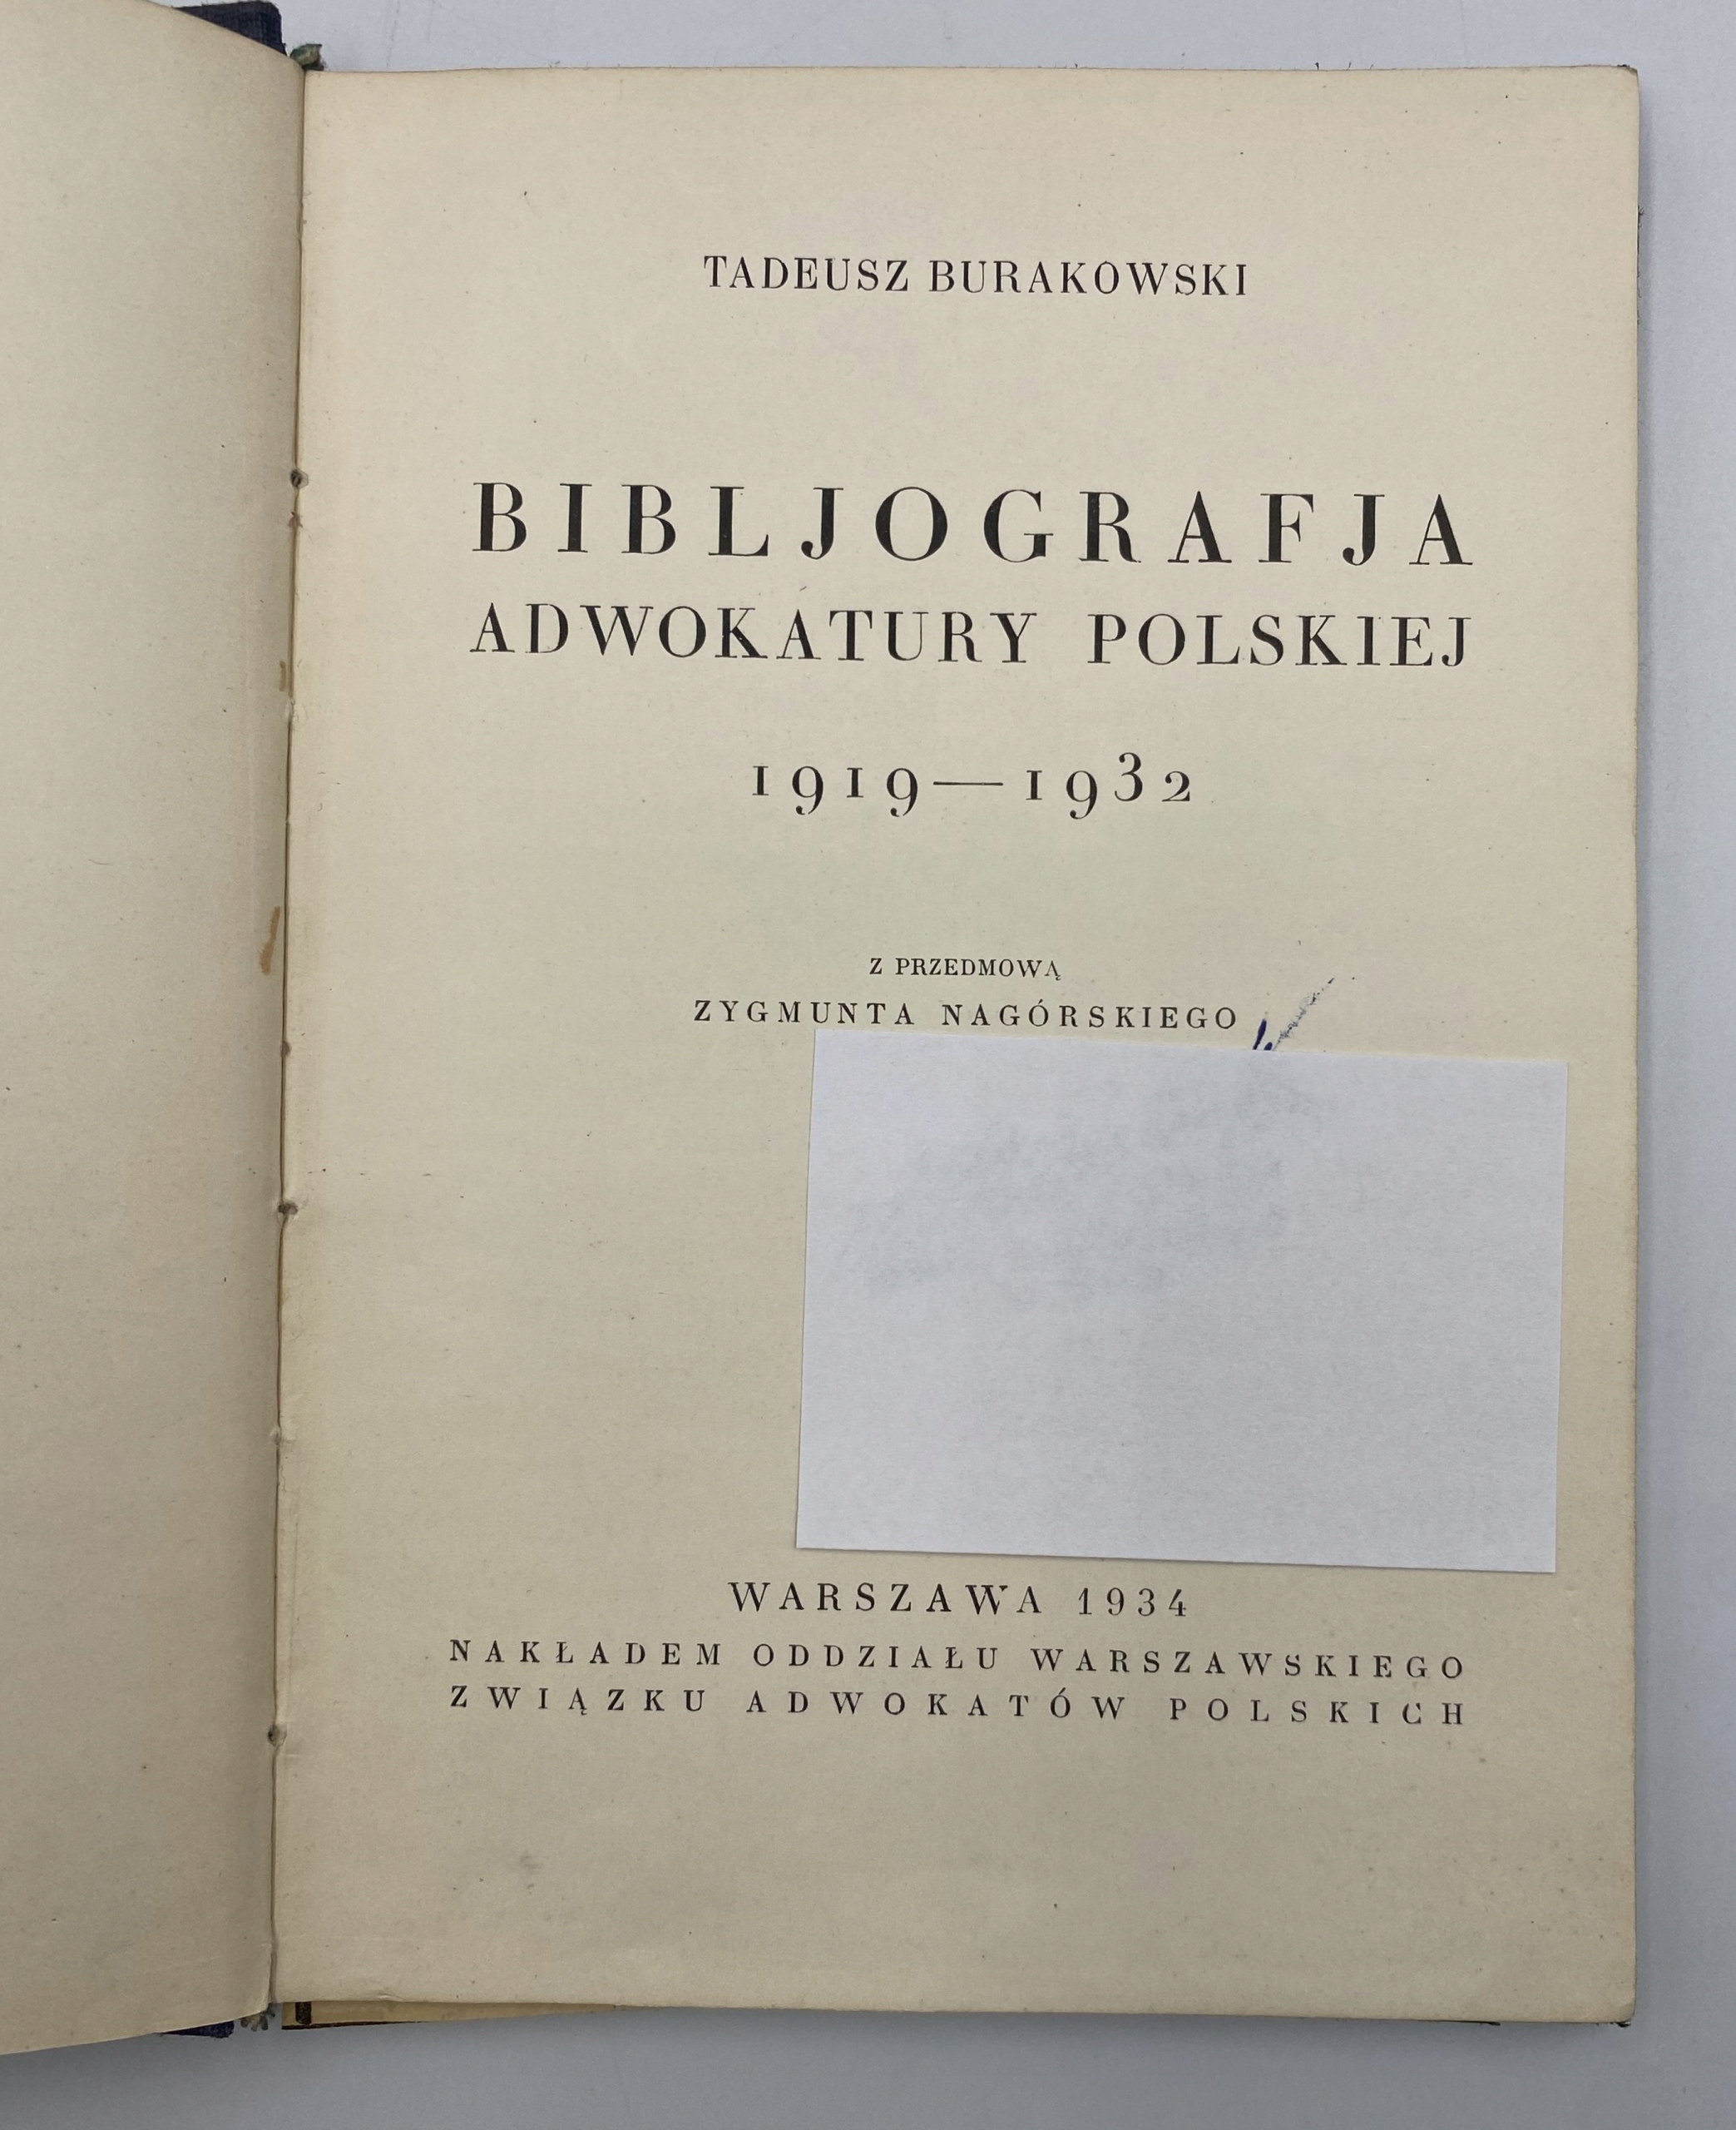 TADEUSZ BURAKOWSKI
BIBLJOGRAFJA
ADWOKATURY POLSKIEJ
1919—1932
Z PRZEDMOWĄ
ZYGMUNTA NAGÓRSKIEGO
WARSZAWA 1934
NAKŁADEM ODDZIAŁU WARSZAWSKIEGO
ZWIĄZKU ADWOKATÓW POLSKICH